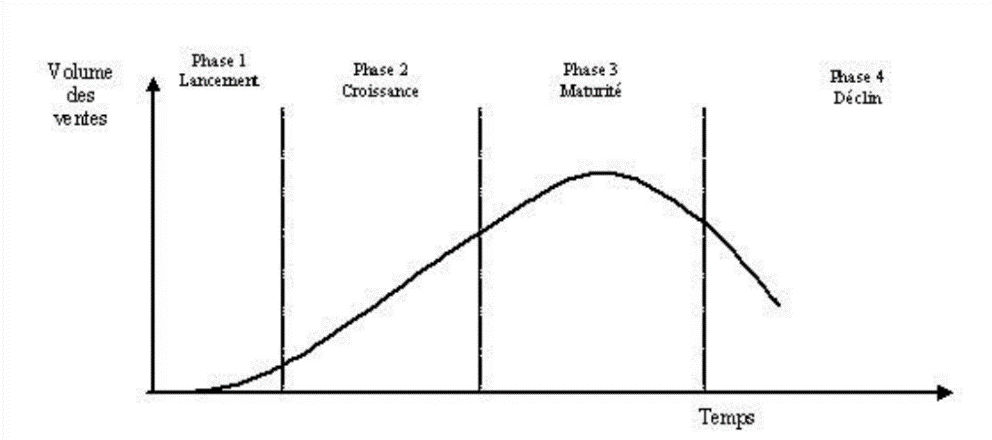 Volume
des
ventes
Phase 1
Lancement
Phase 2
Croissance
Phase 3
Maturité
Phase 4
Déclin
Temps